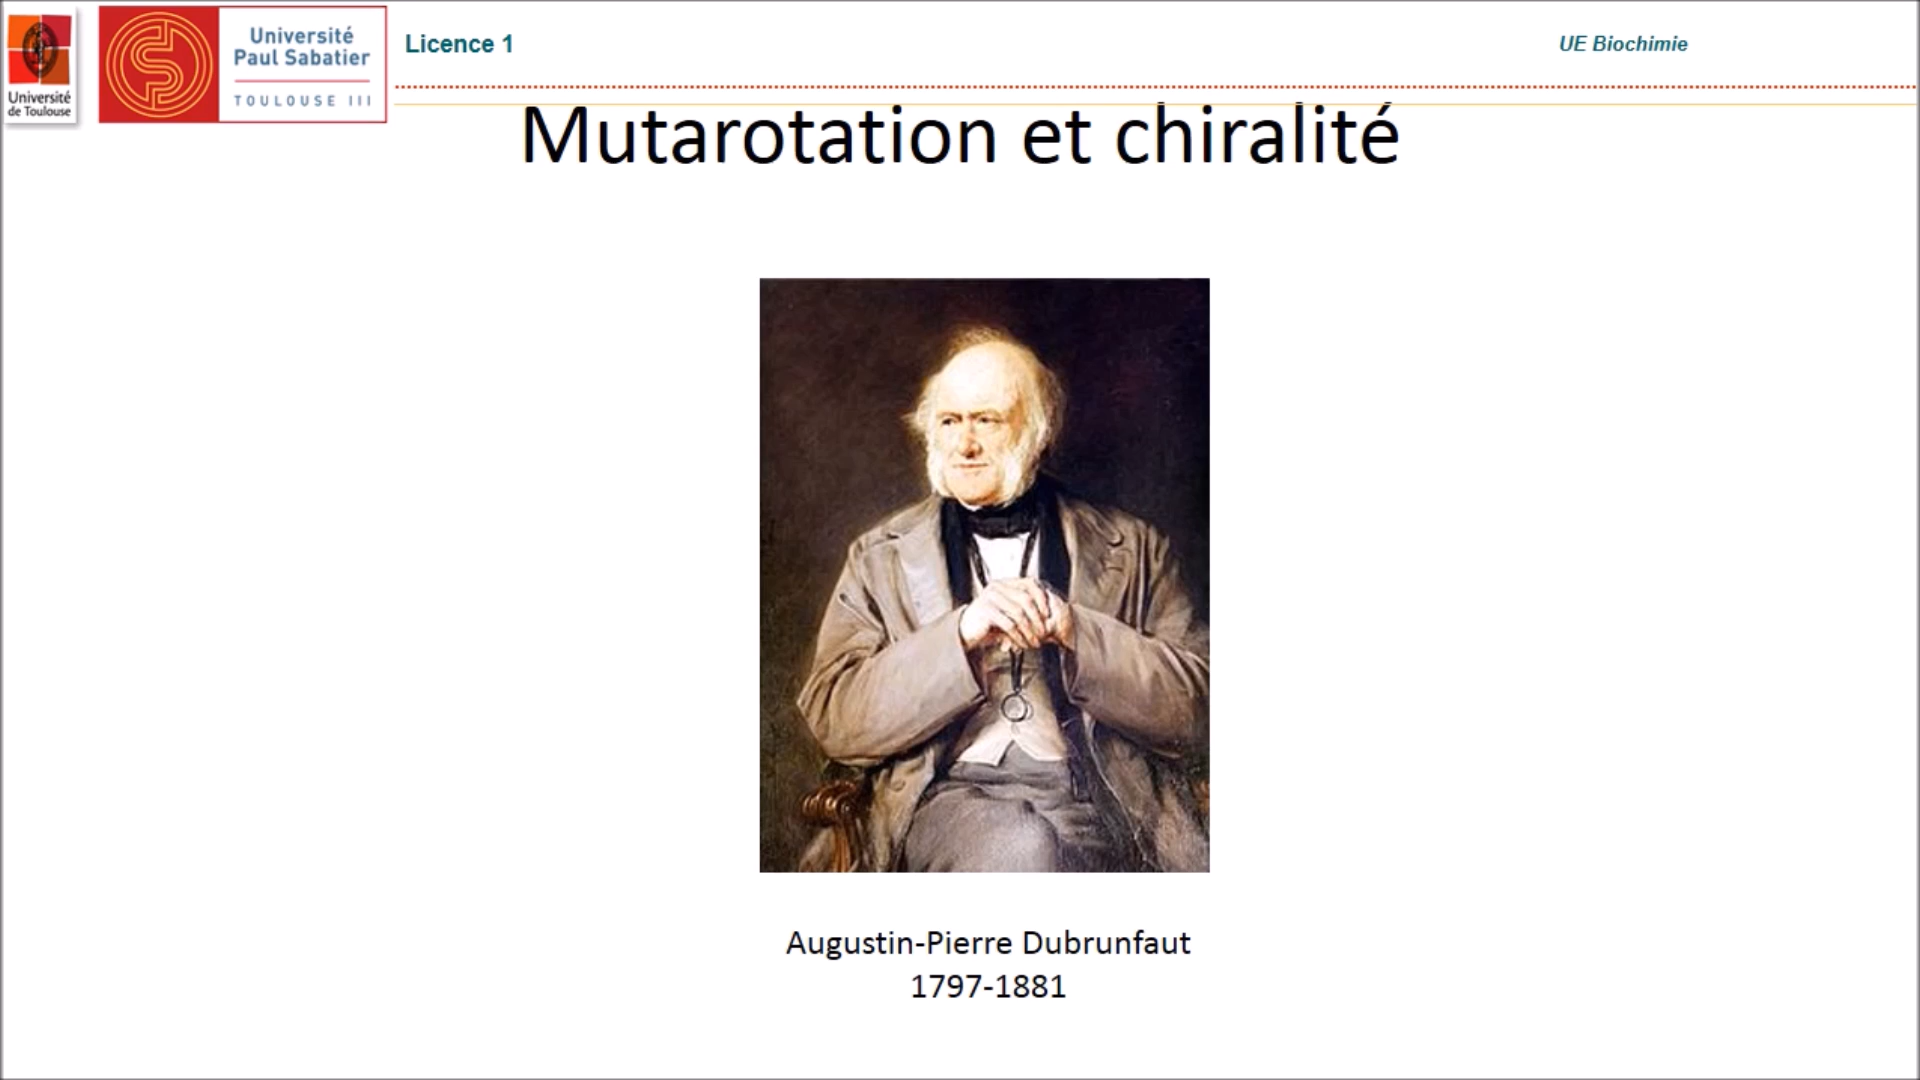 Université
de Toulouse
Université
Paul Sabatier
TOULOUSE III
Licence 1
UE Biochimie
Mutarotation et chiralité
Augustin-Pierre Dubrunfaut
1797-1881